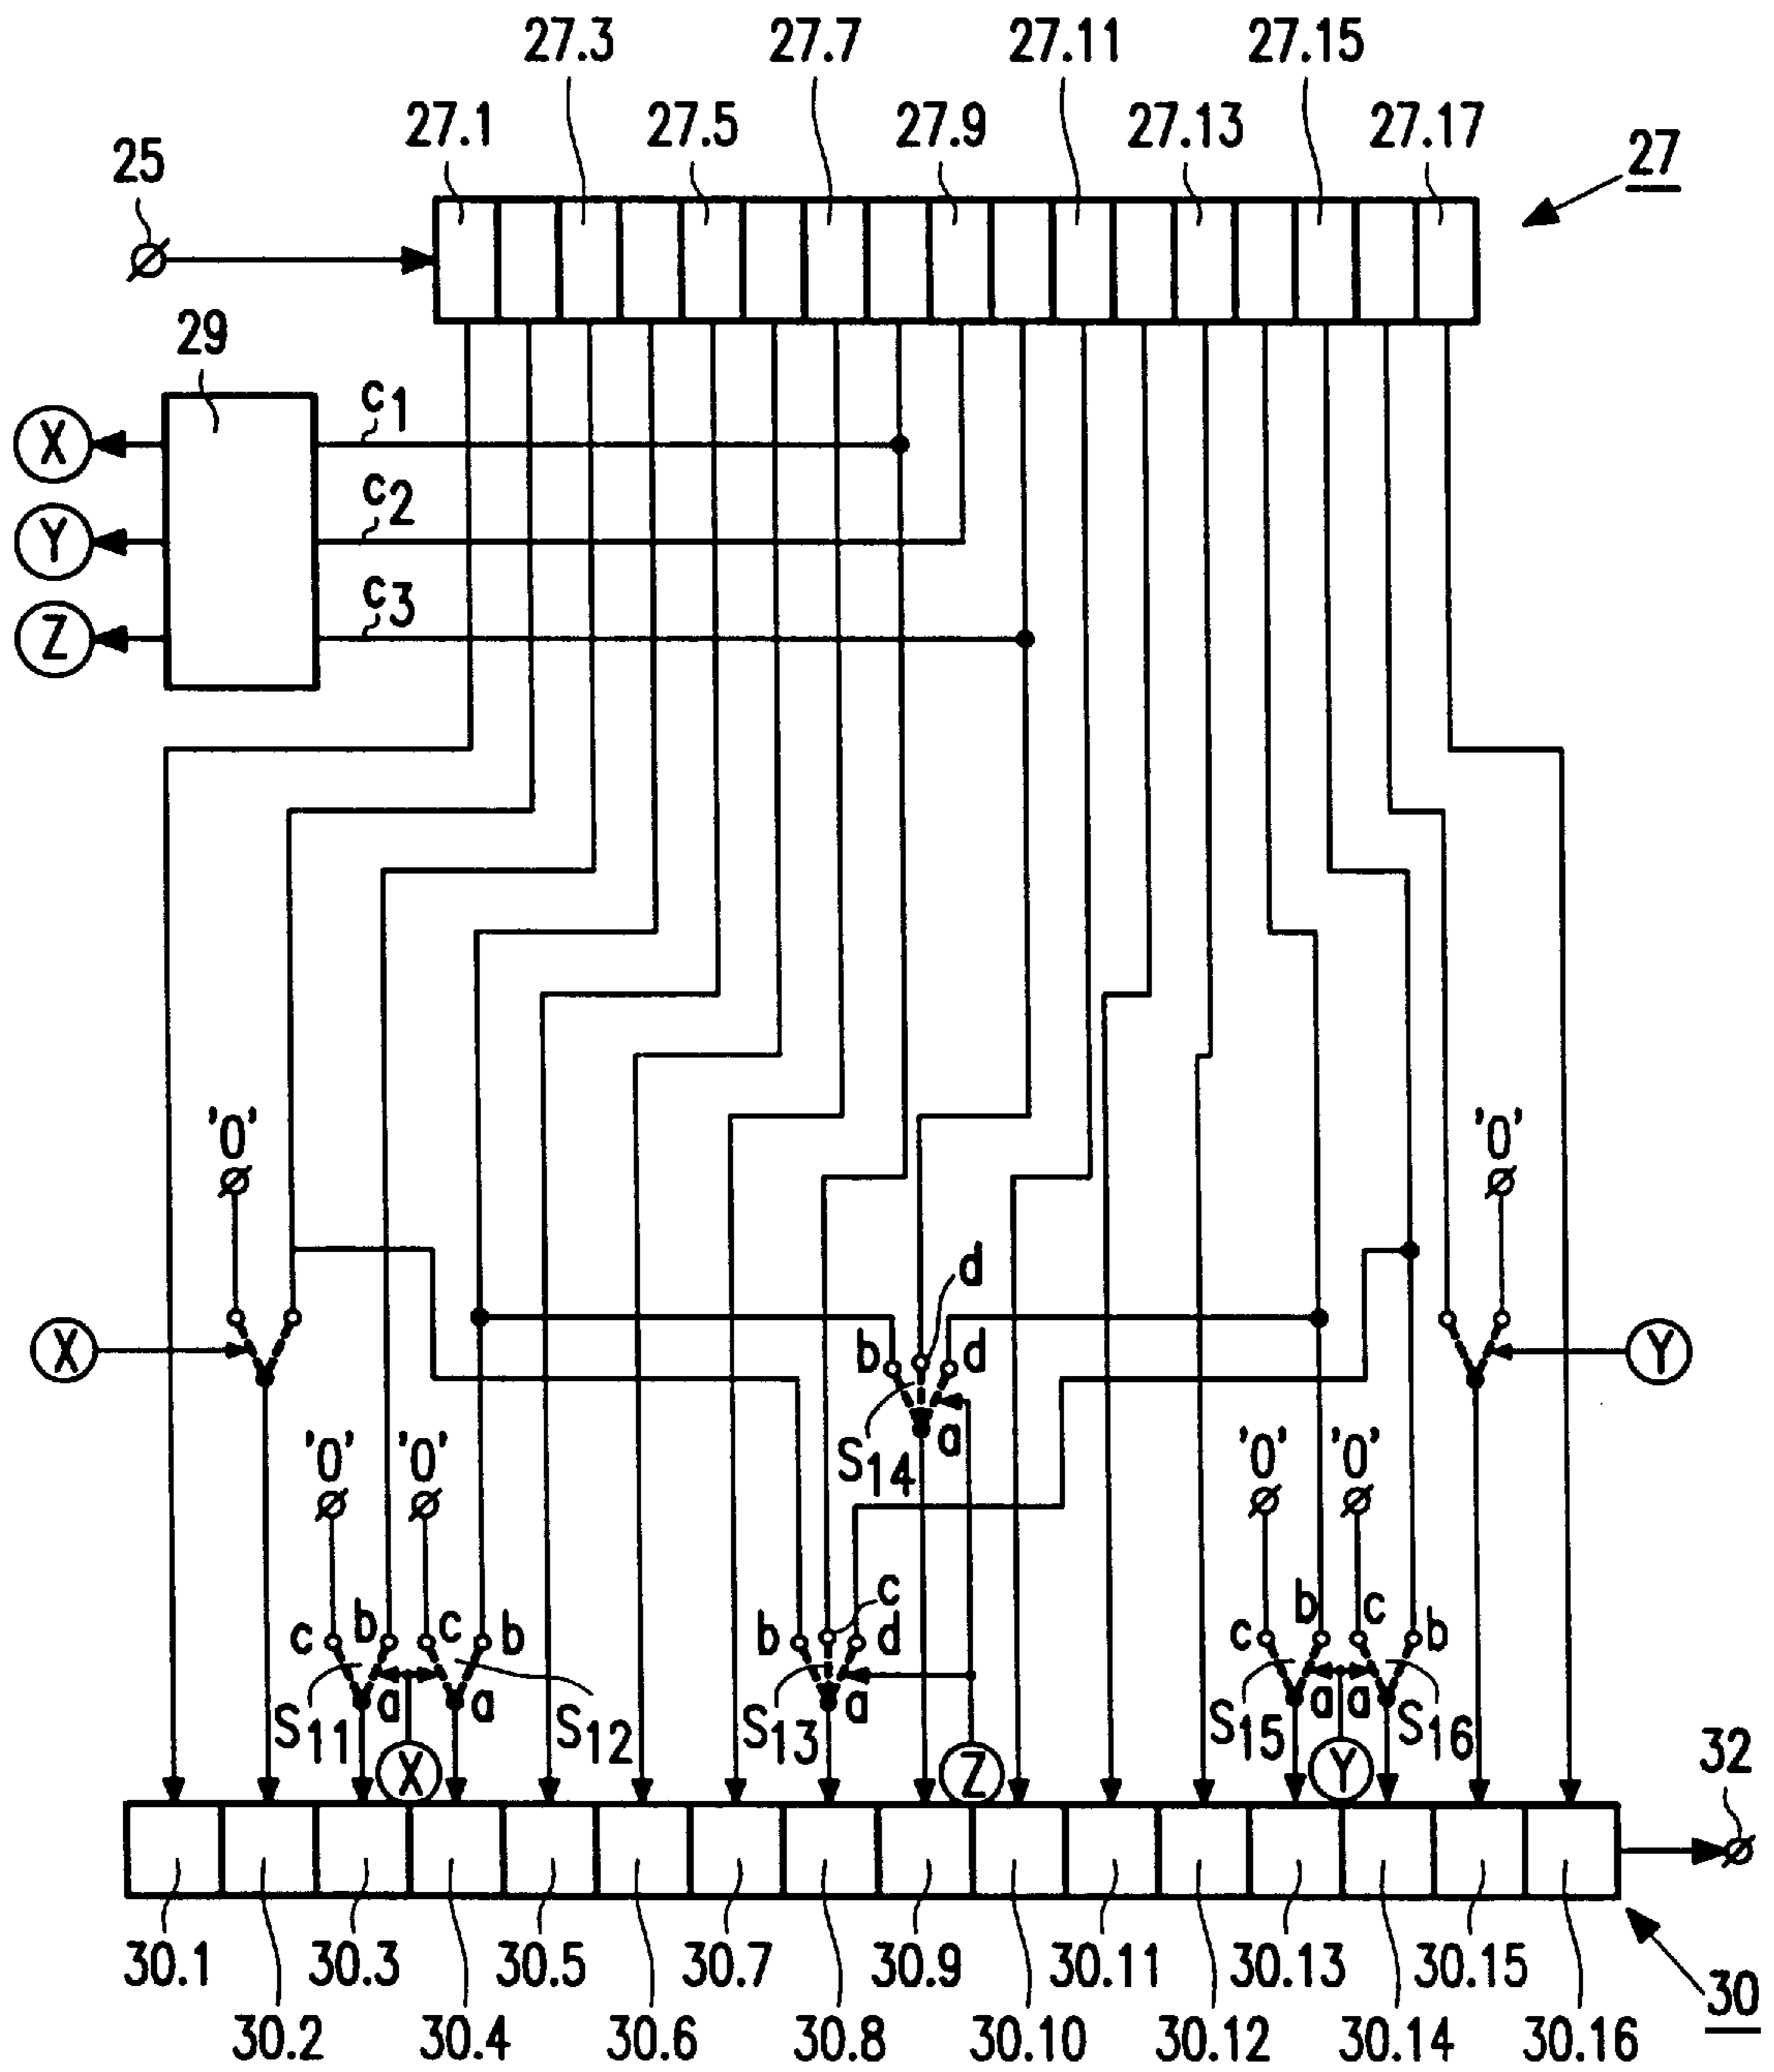 27.3 27.7 27.11 27.15
27.1 27.5 27.9 27.13 27.17
25
27
29
c1
X
c2
Y
c3
Z
'0' '0'
d
X b d Y
a
S14
'0' '0' '0' '0'
c
c b c b b d c b c b
a a a a a
S11 S12 S13 S15 S16
X Z Y
32
30.1 30.3 30.5 30.7 30.9 30.11 30.13 30.15
30
30.2 30.4 30.6 30.8 30.10 30.12 30.14 30.16